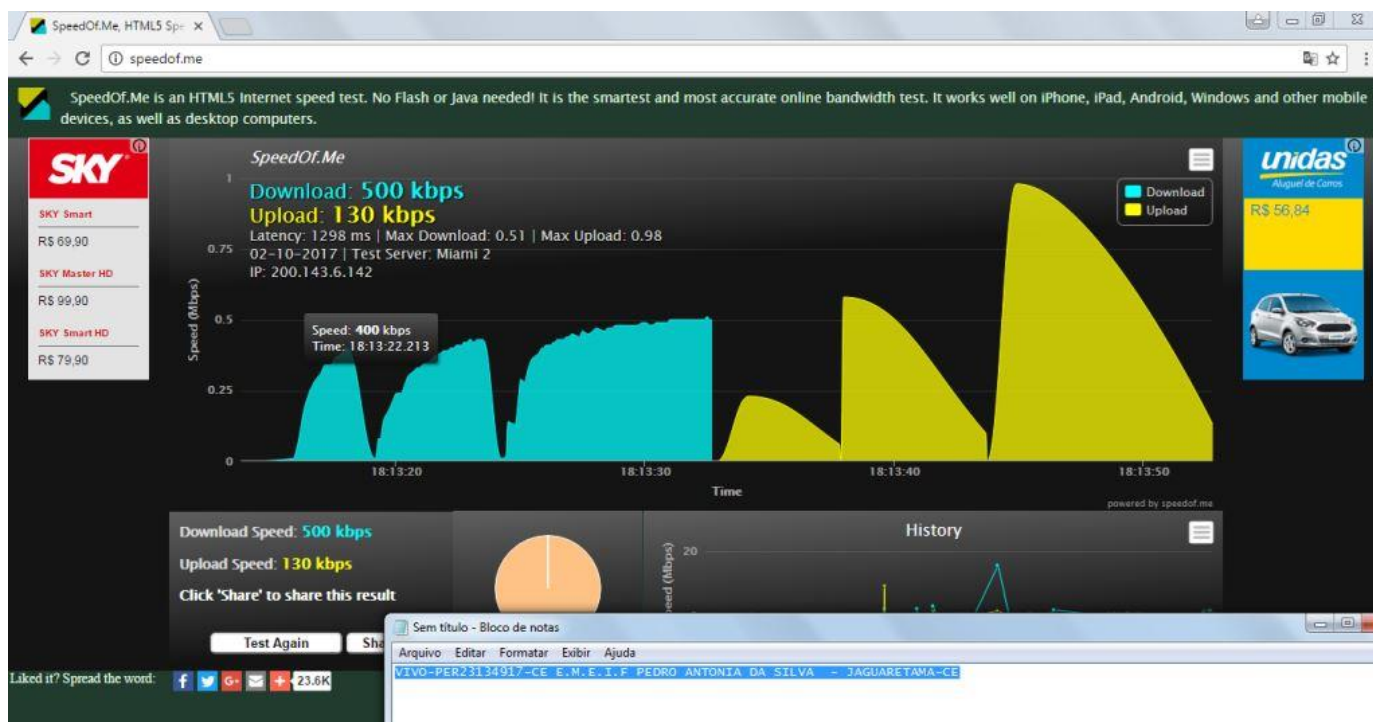 SpeedOf.Me, HTML5 Spe
speedof.me
SpeedOf.Me is an HTML5 Internet speed test. No Flash or Java needed! It is the smartest and most accurate online bandwidth test. It works well on iPhone, iPad, Android, Windows and other mobile
devices, as well as desktop computers.
SKY
SKY Smart
R$ 69,90
SKY Master HD
R$ 99,90
SKY Smart HD
R$ 79,90
SpeedOf.Me
Download: 500 kbps
Upload: 130 kbps
Latency: 1298 ms | Max Download: 0.51 | Max Upload: 0.98
02-10-2017 | Test Server: Miami 2
IP: 200.143.6.142
Download
Upload
Speed (Mbps)
1
0.75
0.5
0.25
0
Speed: 400 kbps
Time: 18:13:22.213
18:13:20
18:13:30
18:13:40
18:13:50
Time
powered by speedof.me
unidas
Aluguel de Carros
R$ 56,84
Download Speed: 500 kbps
Upload Speed: 130 kbps
Click 'Share' to share this result
Test Again
Sha
History
20
peed (Mbps)
Liked it? Spread the word:
23.6K
Sem título - Bloco de notas
Arquivo Editar Formatar Exibir Ajuda
VIVO-PER23134917-CE E.M.E.I.F PEDRO ANTONIA DA SILVA - JAGUARETAMA-CE